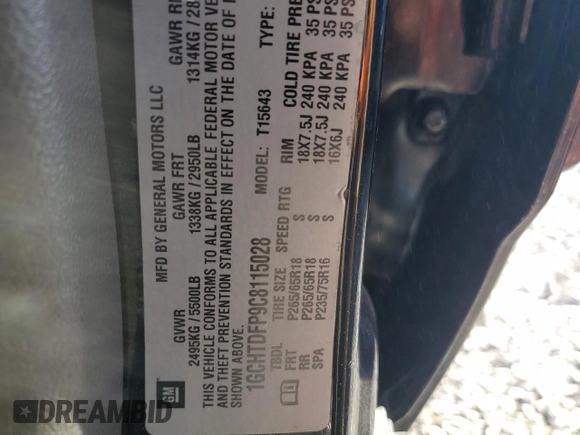 MFD BY GENERAL MOTORS LLC
GVWR GAWR FRT GAWR
2495KG / 5500LB 1338KG / 2950LB 1314KG / 28
THIS VEHICLE CONFORMS TO ALL APPLICABLE FEDERAL MOTOR VE
AND THEFT PREVENTION STANDARDS IN EFFECT ON THE DATE OF
SHOWN ABOVE.
1GCHTDFP9C8115028 MODEL: T15643 TYPE:
TBDL TIRE SIZE SPEED RTG RIM COLD TIRE PRE
FRT P265/65R18 S 18X7.5J 240 KPA 35 PS
RR P265/65R18 S 18X7.5J 240 KPA 35 PS
SPA P235/75R16 S 16X6J 240 KPA 35 PS
GM
DREAMBID